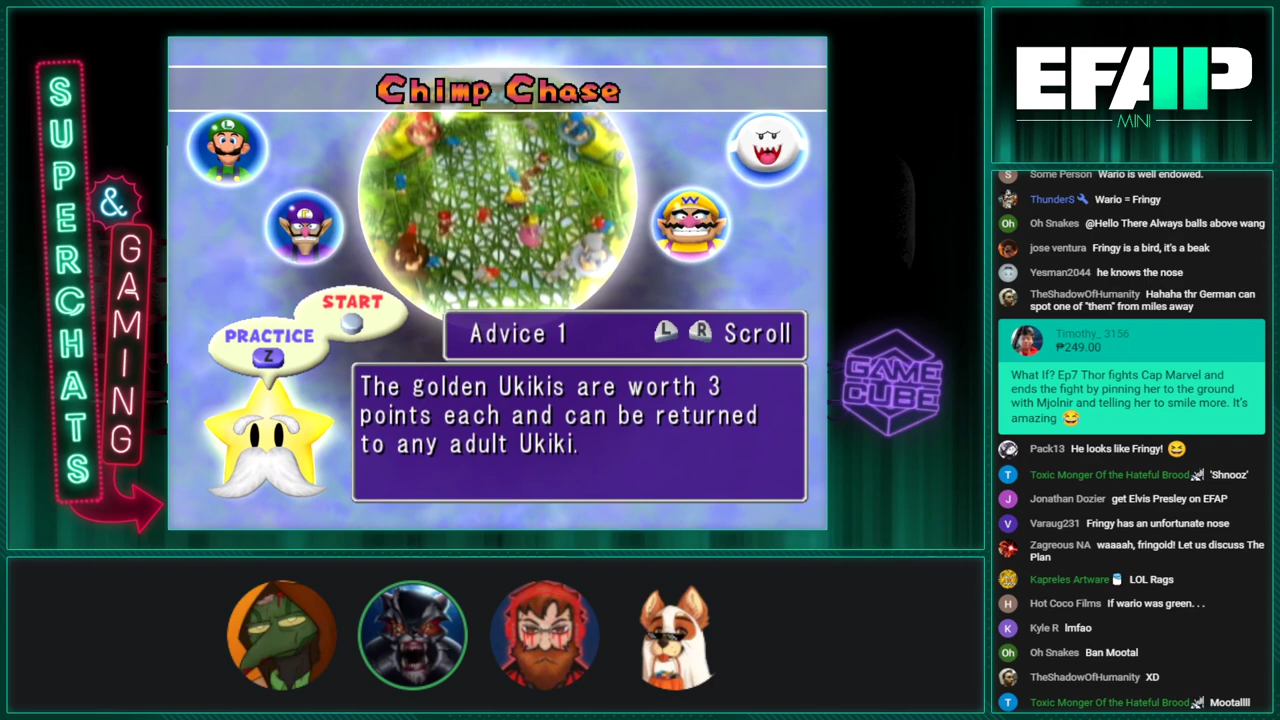 SUPERCHATS
&
GAMING
Chimp Chase
START
PRACTICE
Z
Advice 1 L R Scroll
The golden Ukikis are worth 3
points each and can be returned
to any adult Ukiki.
GAME
CUBE
EFAP
MINI
S Some Person Wario is well endowed.
ThunderS Wario = Fringy
Oh Oh Snakes @Hello There Always balls above wang
jose ventura Fringy is a bird, it's a beak
Yesman2044 he knows the nose
TheShadowOfHumanity Hahaha thr German can
spot one of "them" from miles away
Timothy_ 3156
₱249.00
What If? Ep7 Thor fights Cap Marvel and
ends the fight by pinning her to the ground
with Mjolnir and telling her to smile more. It's
amazing 😂
Pack13 He looks like Fringy! 😆
T Toxic Monger Of the Hateful Brood 'Shnooz'
J Jonathan Dozier get Elvis Presley on EFAP
V Varaug231 Fringy has an unfortunate nose
Zagreous NA waaaah, fringoid! Let us discuss The
Plan
Kapreles Artware LOL Rags
H Hot Coco Films If wario was green. . .
K Kyle R lmfao
Oh Oh Snakes Ban Mootal
TheShadowOfHumanity XD
T Toxic Monger Of the Hateful Brood Mootallll